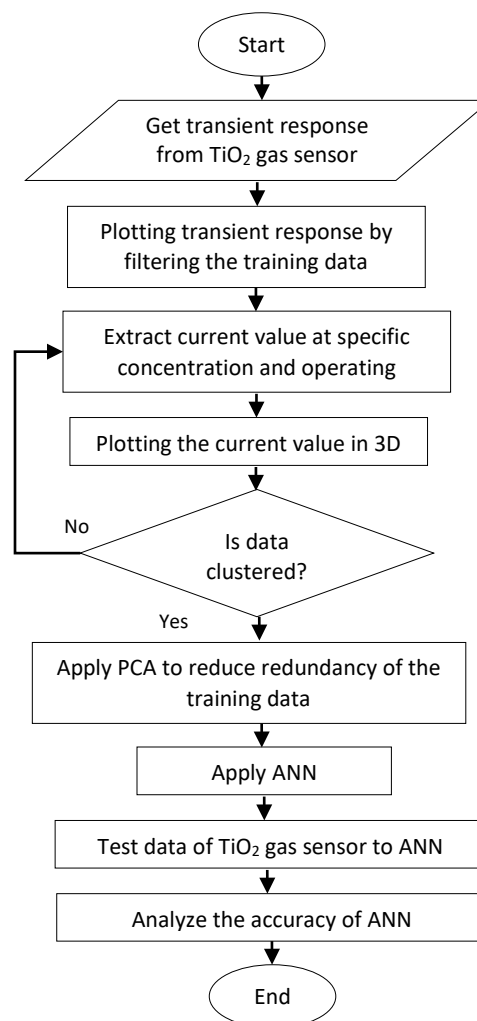 Start
Get transient response
from TiO₂ gas sensor
Plotting transient response by
filtering the training data
Extract current value at specific
concentration and operating
Plotting the current value in 3D
No
Is data
clustered?
Yes
Apply PCA to reduce redundancy of the
training data
Apply ANN
Test data of TiO₂ gas sensor to ANN
Analyze the accuracy of ANN
End